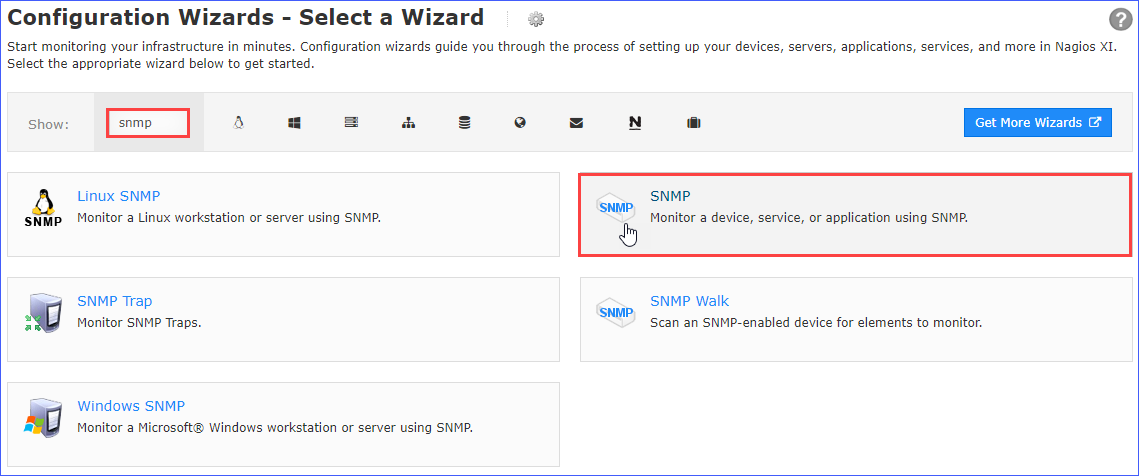 Configuration Wizards - Select a Wizard
?
Start monitoring your infrastructure in minutes. Configuration wizards guide you through the process of setting up your devices, servers, applications, services, and more in Nagios XI.
Select the appropriate wizard below to get started.
Show:
snmp
N
Get More Wizards
Linux SNMP
Monitor a Linux workstation or server using SNMP.
SNMP
SNMP
Monitor a device, service, or application using SNMP.
SNMP
SNMP Trap
Monitor SNMP Traps.
SNMP Walk
Scan an SNMP-enabled device for elements to monitor.
SNMP
Windows SNMP
Monitor a Microsoft® Windows workstation or server using SNMP.